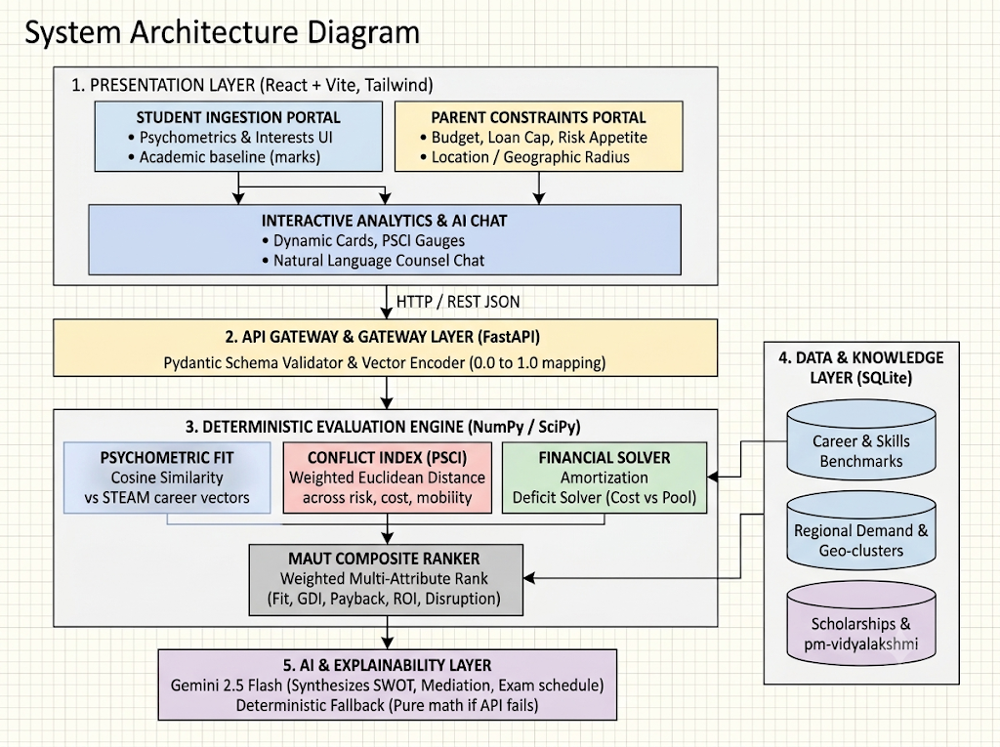 System Architecture Diagram
1. PRESENTATION LAYER (React + Vite, Tailwind)
STUDENT INGESTION PORTAL
• Psychometrics & Interests UI
• Academic baseline (marks)
PARENT CONSTRAINTS PORTAL
• Budget, Loan Cap, Risk Appetite
• Location / Geographic Radius
INTERACTIVE ANALYTICS & AI CHAT
• Dynamic Cards, PSCI Gauges
• Natural Language Counsel Chat
HTTP / REST JSON
2. API GATEWAY & GATEWAY LAYER (FastAPI)
Pydantic Schema Validator & Vector Encoder (0.0 to 1.0 mapping)
3. DETERMINISTIC EVALUATION ENGINE (NumPy / SciPy)
PSYCHOMETRIC FIT
Cosine Similarity
vs STEAM career vectors
CONFLICT INDEX (PSCI)
Weighted Euclidean Distance
across risk, cost, mobility
FINANCIAL SOLVER
Amortization
Deficit Solver (Cost vs Pool)
MAUT COMPOSITE RANKER
Weighted Multi-Attribute Rank
(Fit, GDI, Payback, ROI, Disruption)
4. DATA & KNOWLEDGE
LAYER (SQLite)
Career & Skills
Benchmarks
Regional Demand &
Geo-clusters
Scholarships &
pm-vidyalakshmi
5. AI & EXPLAINABILITY LAYER
Gemini 2.5 Flash (Synthesizes SWOT, Mediation, Exam schedule)
Deterministic Fallback (Pure math if API fails)